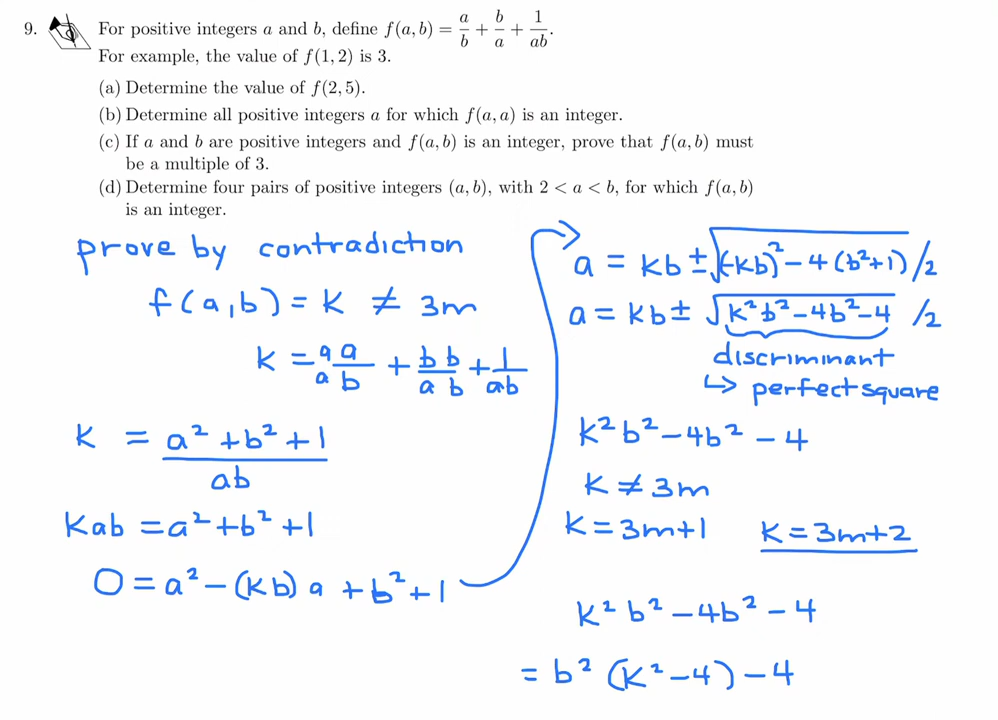 9. For positive integers a and b, define f(a, b) = a/b + b/a + 1/ab.
For example, the value of f(1, 2) is 3.
(a) Determine the value of f(2, 5).
(b) Determine all positive integers a for which f(a, a) is an integer.
(c) If a and b are positive integers and f(a, b) is an integer, prove that f(a, b) must
be a multiple of 3.
(d) Determine four pairs of positive integers (a, b), with 2 < a < b, for which f(a, b)
is an integer.
prove by contradiction
f(a,b) = K ≠ 3m
K = a a/a b + b b/a b + 1/ab
K = a² + b² + 1/ab
Kab = a² + b² + 1
0 = a² − (Kb) a + b² + 1
a = Kb ± √(-Kb)² − 4(b²+1) /2
a = Kb ± √K²b² − 4b² − 4 /2
discriminant
↳ perfect square
K²b² − 4b² − 4
K ≠ 3m
K = 3m+1 K = 3m+2
K² b² − 4b² − 4
= b² (K² − 4) − 4